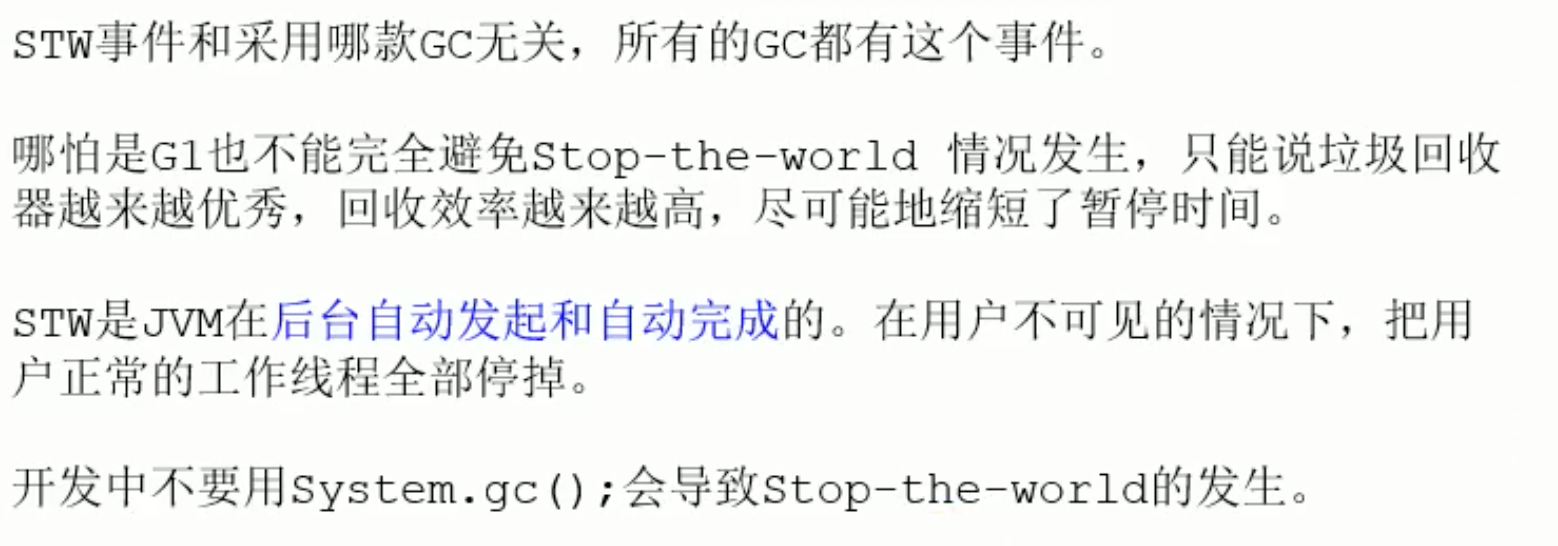 STW事件和采用哪款GC无关，所有的GC都有这个事件。
哪怕是G1也不能完全避免Stop-the-world 情况发生，只能说垃圾回收
器越来越优秀，回收效率越来越高，尽可能地缩短了暂停时间。
STW是JVM在后台自动发起和自动完成的。在用户不可见的情况下，把用
户正常的工作线程全部停掉。
开发中不要用System.gc();会导致Stop-the-world的发生。